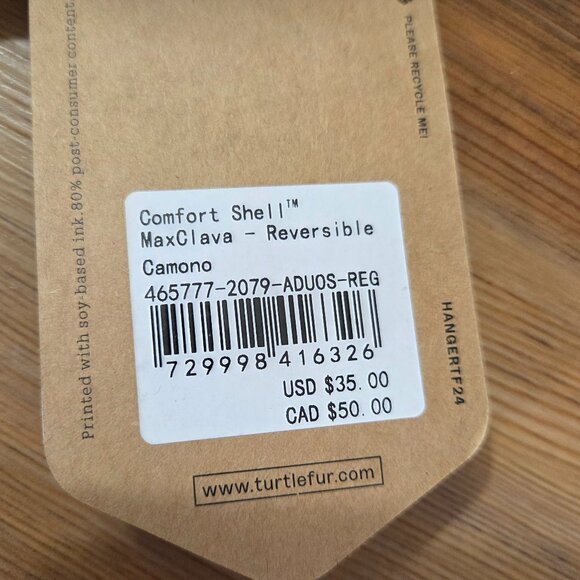 Printed with soy-based ink.80% post-consumer content
PLEASE RECYCLE ME!
Comfort Shell™
MaxClava - Reversible
Camono
465777-2079-ADUOS-REG
729998 416326
USD $35.00
CAD $50.00
HANGERTF24
www.turtlefur.com